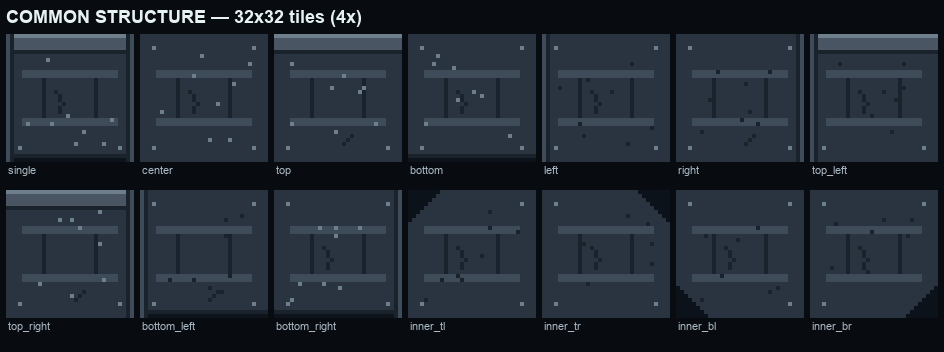 COMMON STRUCTURE — 32x32 tiles (4x)
single center top bottom left right top_left
top_right bottom_left bottom_right inner_tl inner_tr inner_bl inner_br